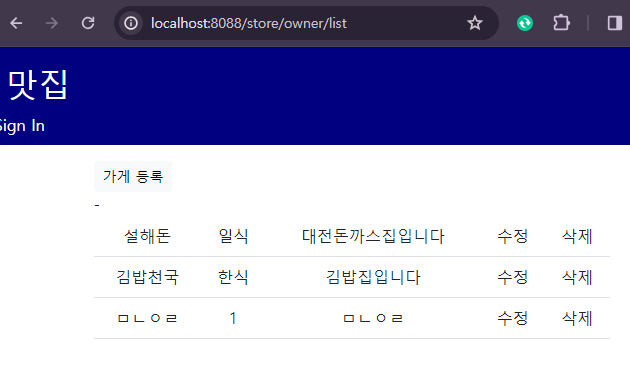 localhost:8088/store/owner/list
맛집
Sign In
가게 등록
-
설해돈 일식 대전돈까스집입니다 수정 삭제
김밥천국 한식 김밥집입니다 수정 삭제
ㅁㄴㅇㄹ 1 ㅁㄴㅇㄹ 수정 삭제